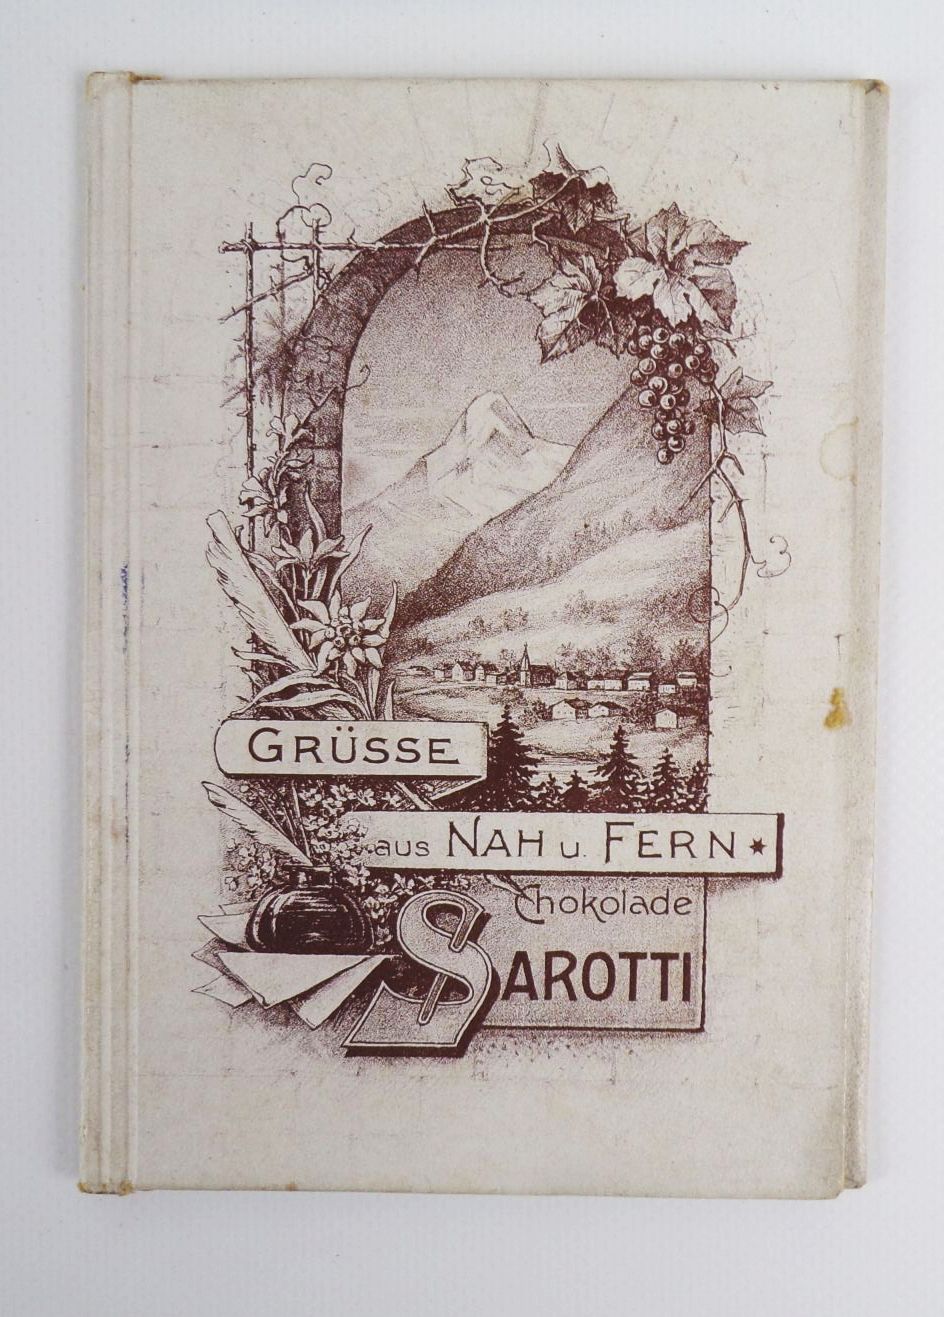 GRÜSSE
aus NAH u. FERN
Chokolade
SAROTTI